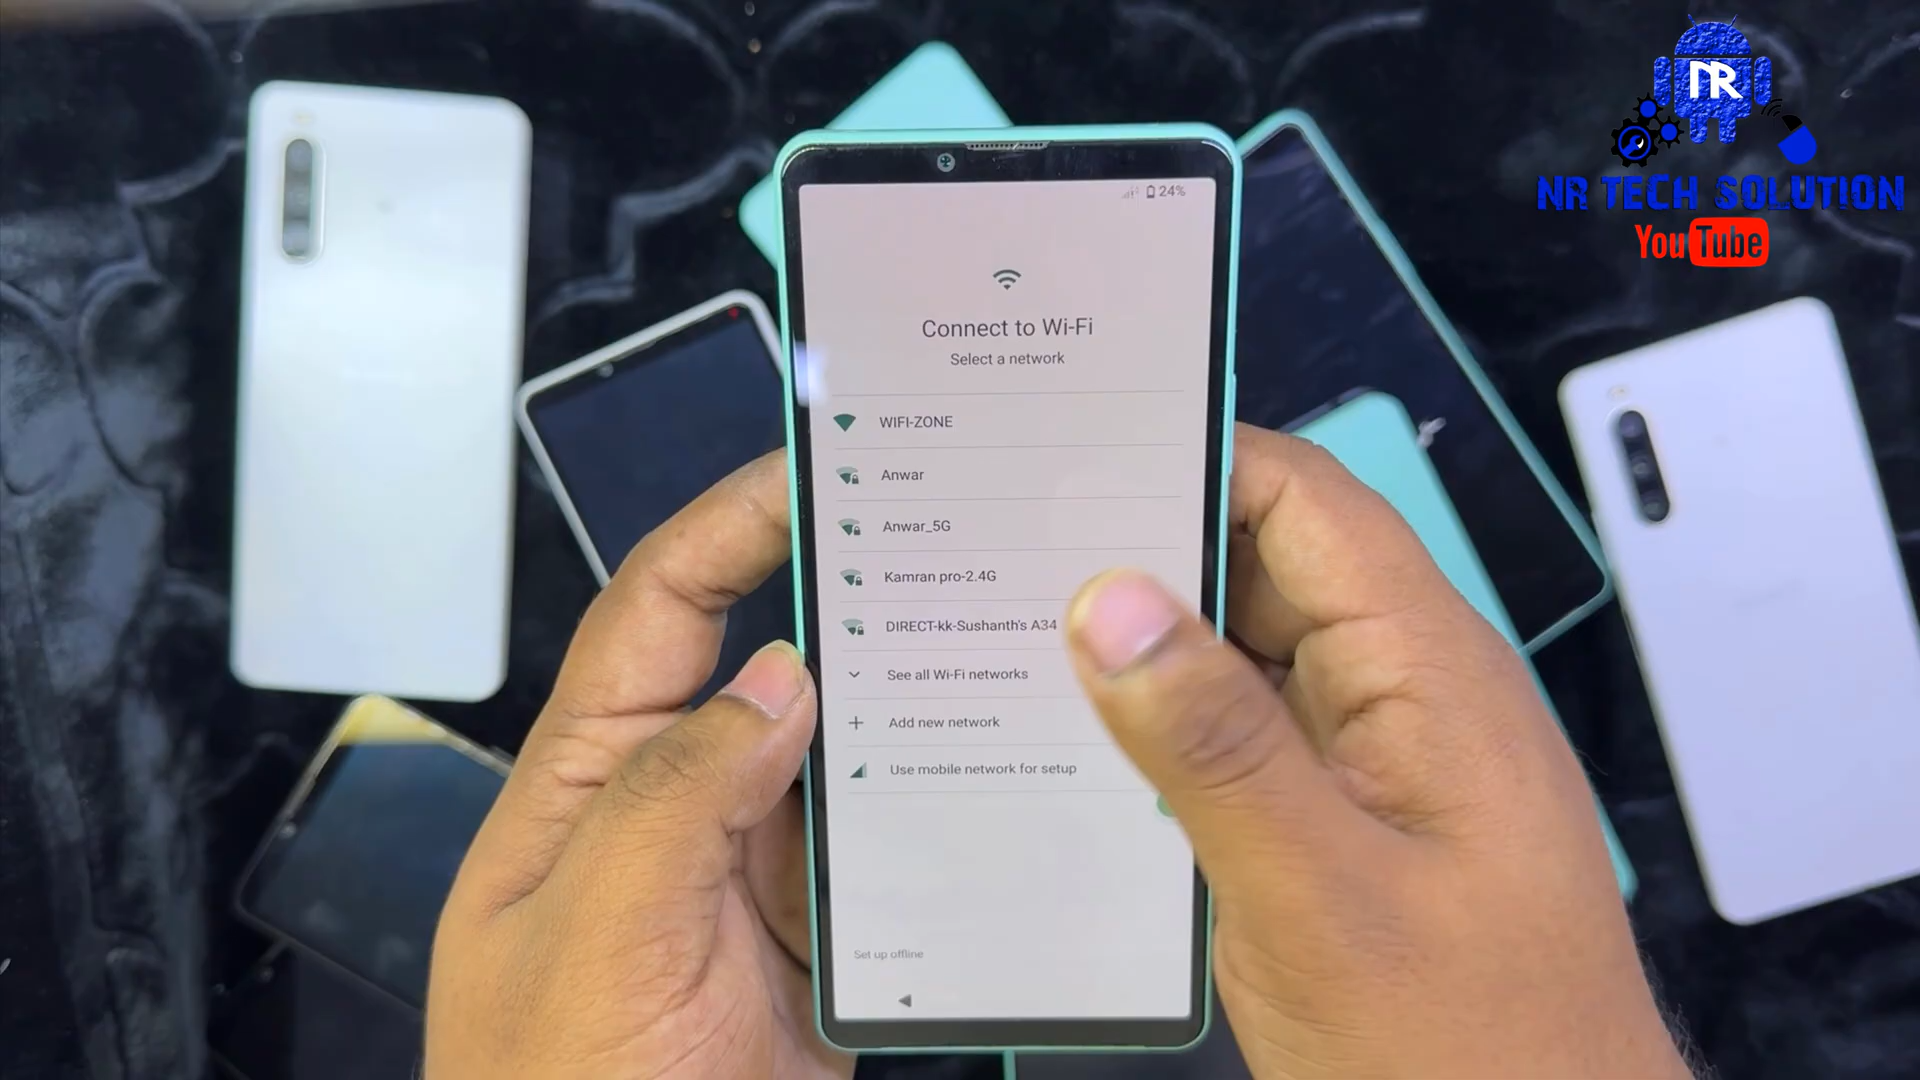 NR
NR TECH SOLUTION
YouTube
24%
Connect to Wi-Fi
Select a network
WIFI-ZONE
Anwar
Anwar_5G
Kamran pro-2.4G
DIRECT-kk-Sushanth's A34
See all Wi-Fi networks
Add new network
Use mobile network for setup
Set up offline